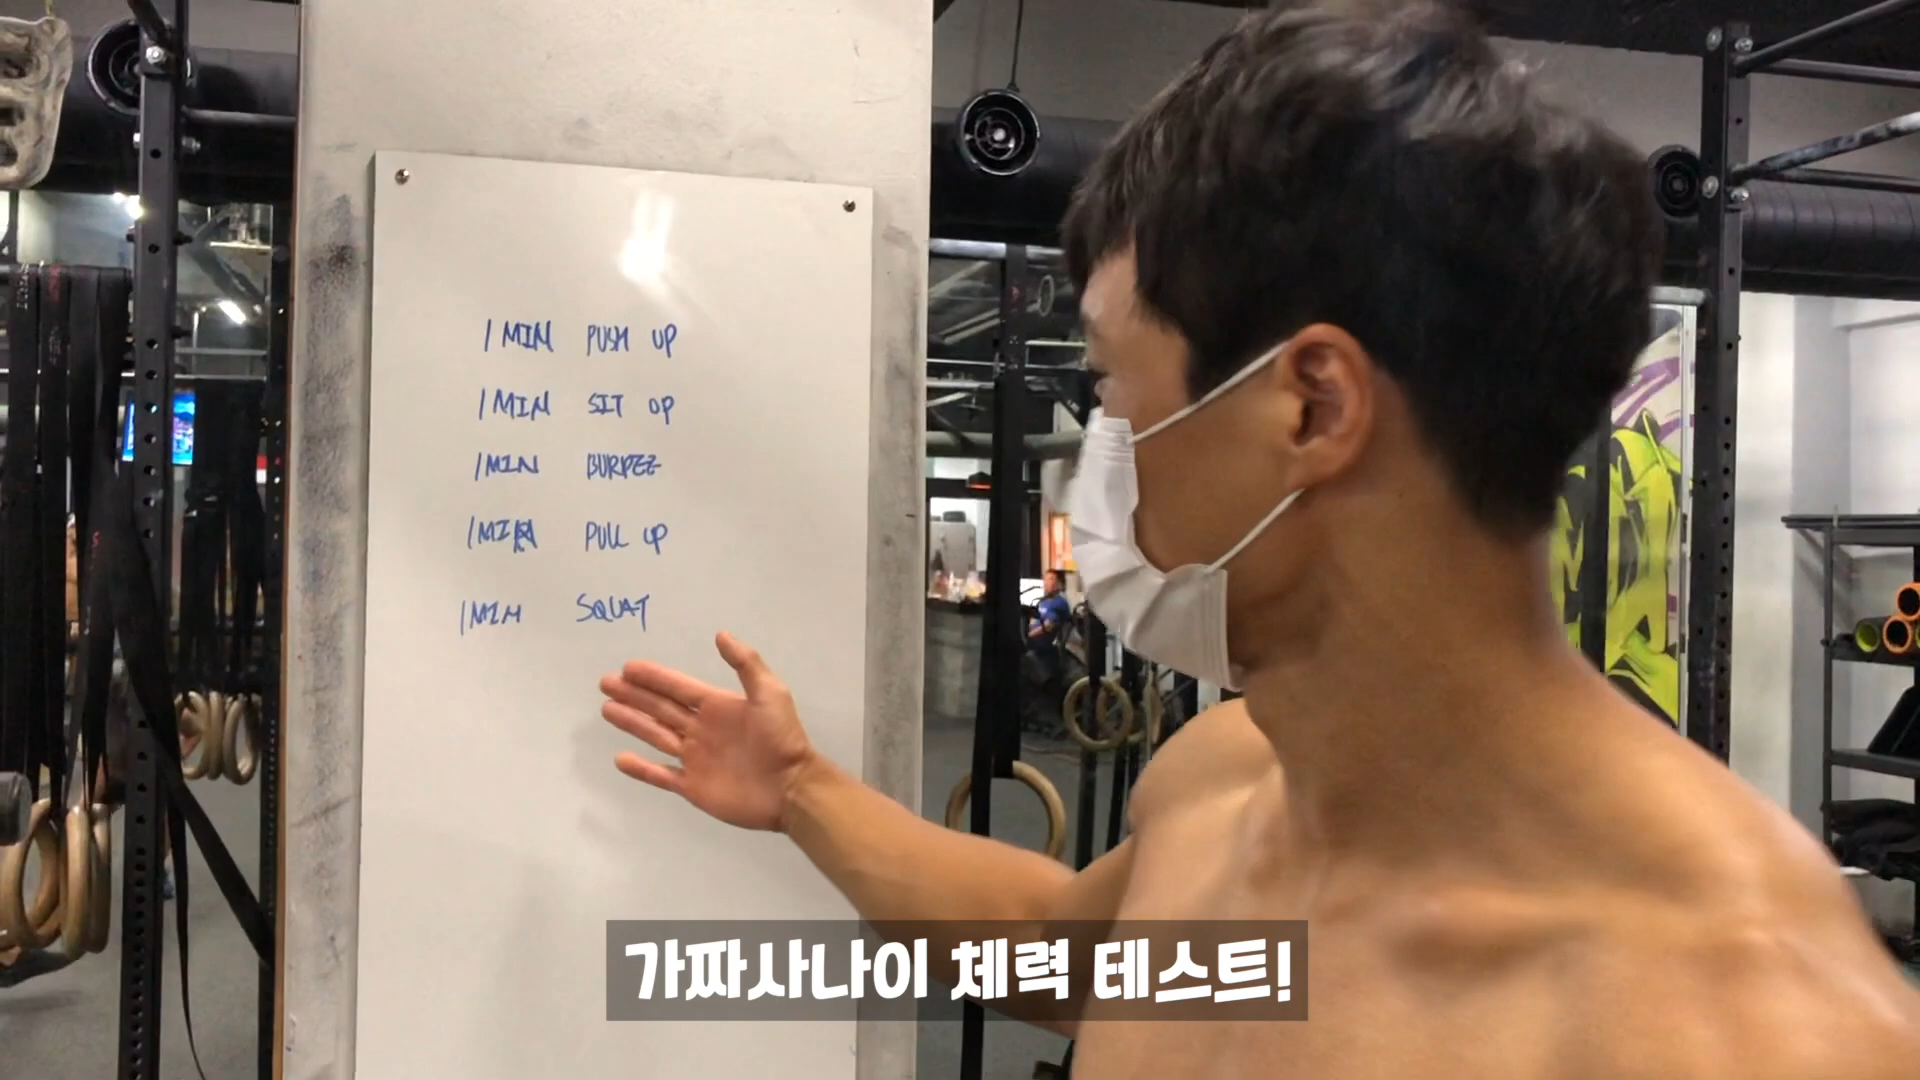 1 MIN PUSH UP
1 MIN SIT UP
1 MIN BURPEE
1 MIN PULL UP
1 MIN SQUAT
가짜사나이 체력 테스트!